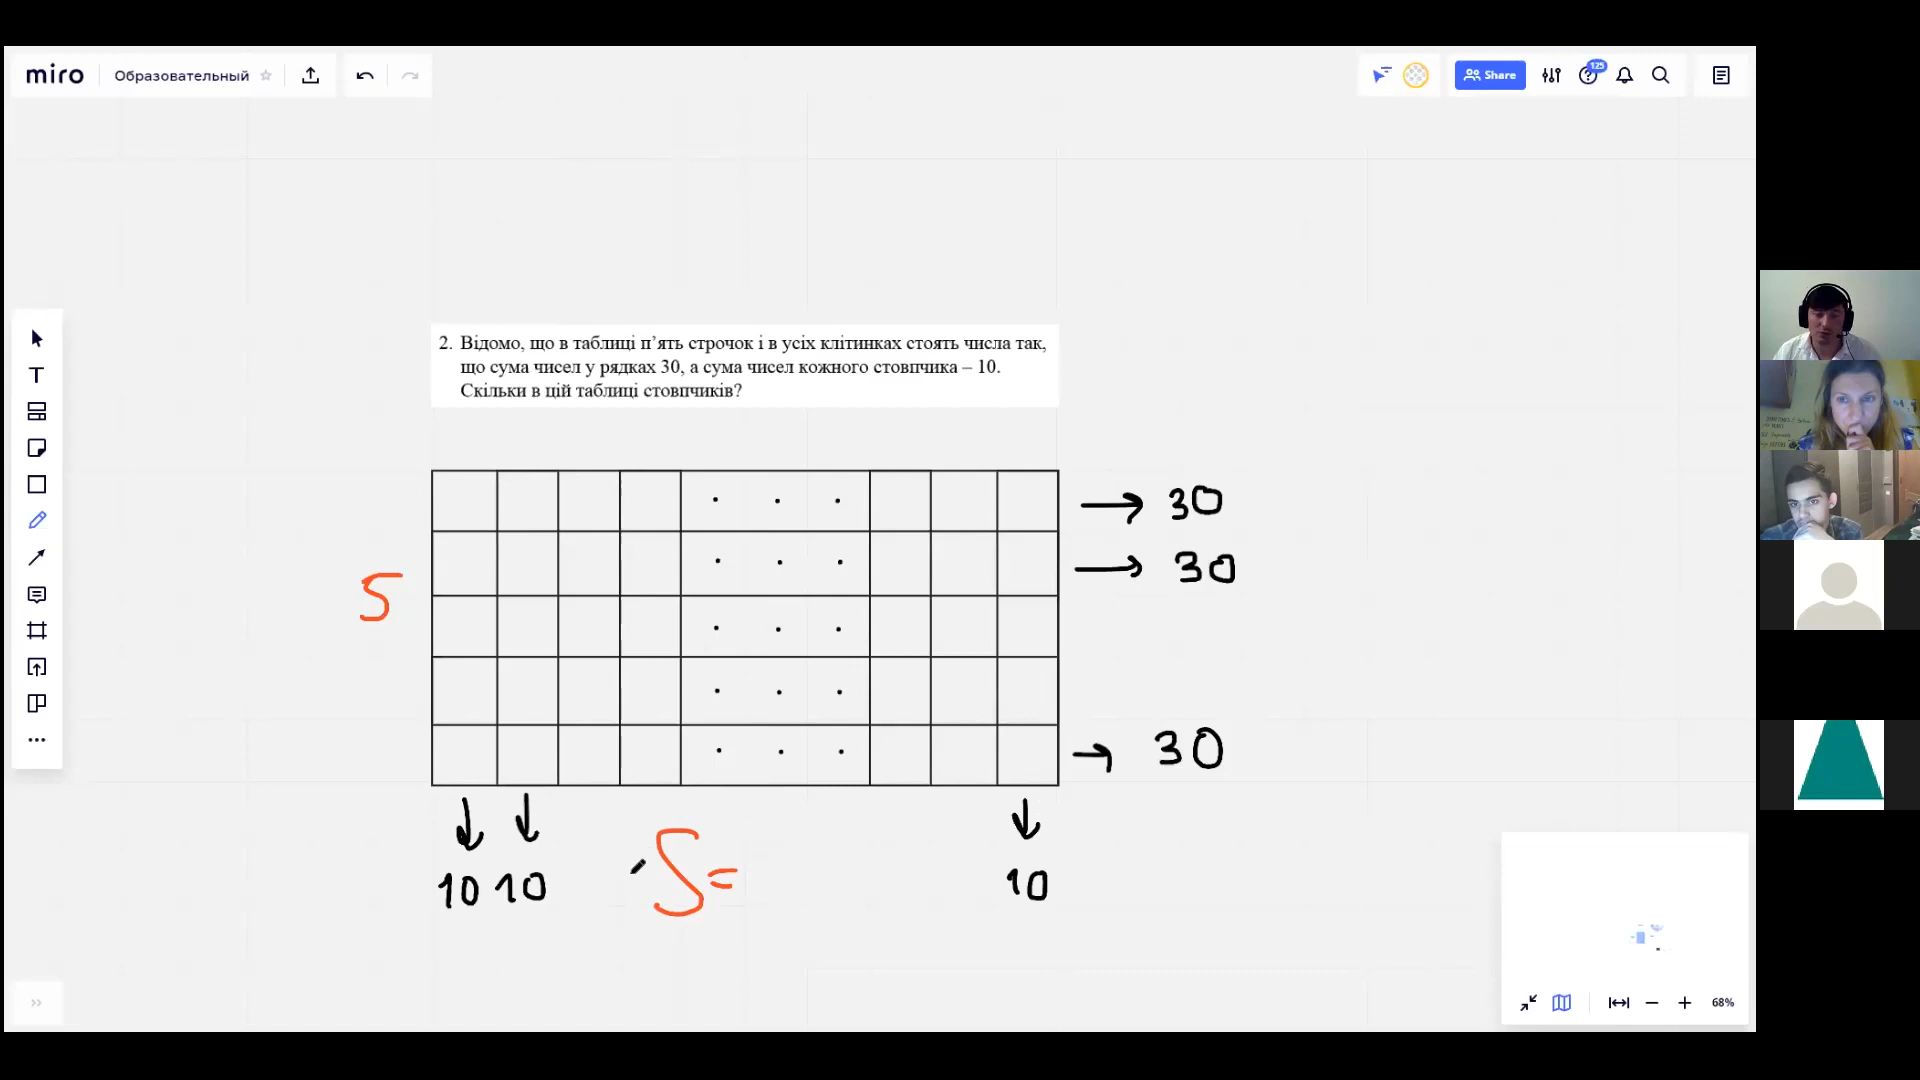 miro
Образовательный
Share
125
2. Відомо, що в таблиці п’ять строчок і в усіх клітинках стоять числа так,
що сума чисел у рядках 30, а сума чисел кожного стовпчика – 10.
Скільки в цій таблиці стовпчиків?
→ 30
→ 30
5
→ 30
10 10
S=
10
68%